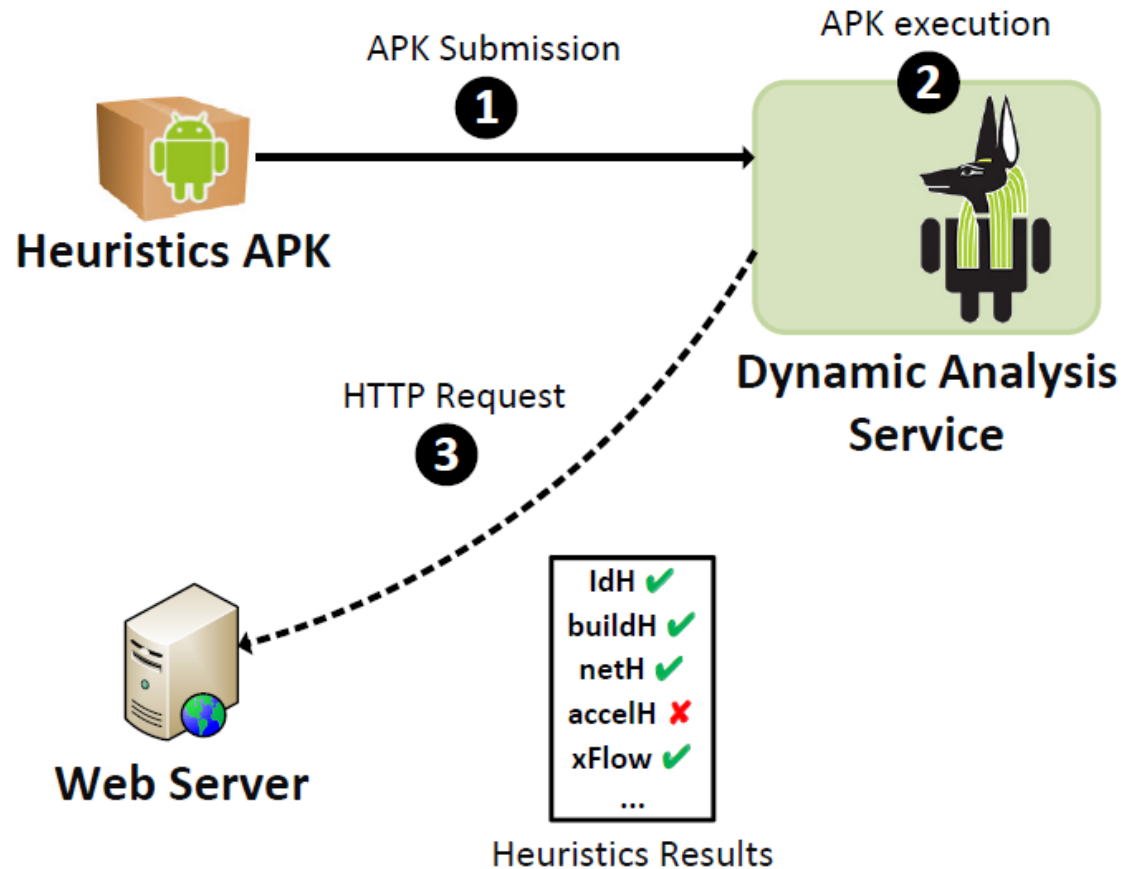 APK Submission
1
APK execution
2
Heuristics APK
Dynamic Analysis
Service
HTTP Request
3
IdH
buildH
netH
accelH
xFlow
...
Web Server
Heuristics Results